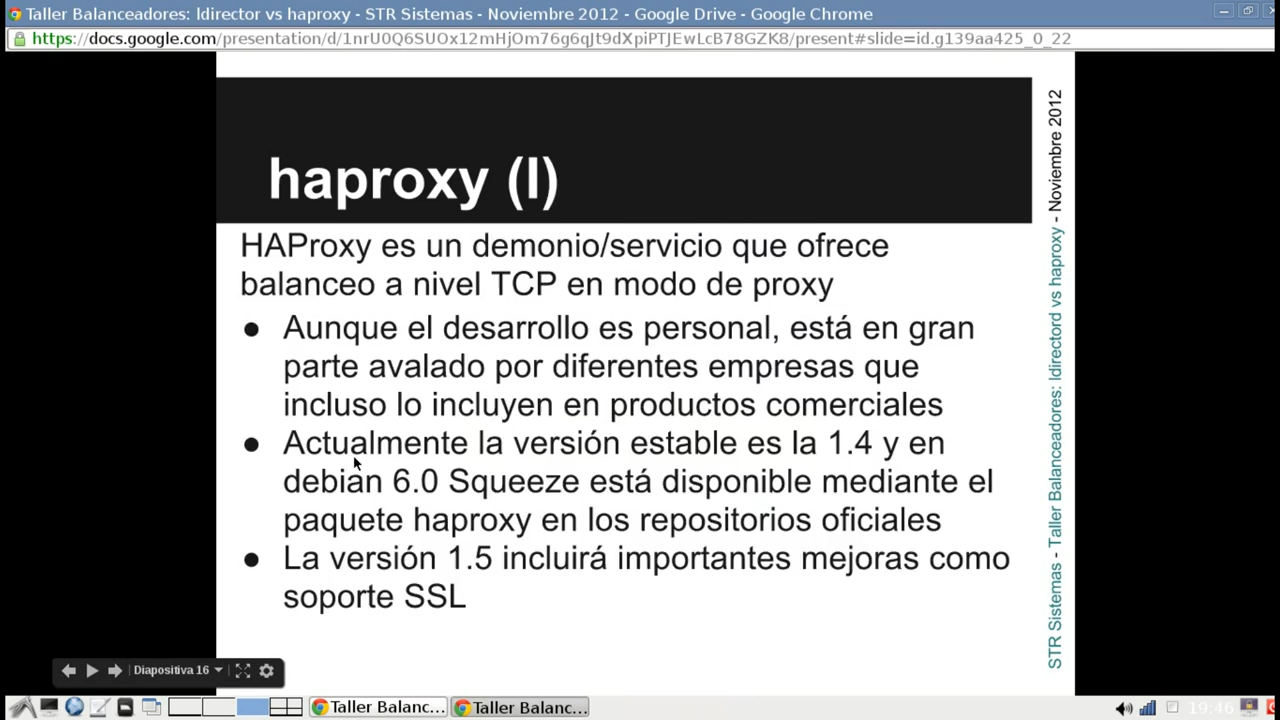 Taller Balanceadores: ldirector vs haproxy - STR Sistemas - Noviembre 2012 - Google Drive - Google Chrome
https://docs.google.com/presentation/d/1nrU0Q6SUOx12mHjOm76g6qJt9dXpiPTJEwLcB78GZK8/present#slide=id.g139aa425_0_22
haproxy (I)
HAProxy es un demonio/servicio que ofrece
balanceo a nivel TCP en modo de proxy
● Aunque el desarrollo es personal, está en gran
parte avalado por diferentes empresas que
incluso lo incluyen en productos comerciales
● Actualmente la versión estable es la 1.4 y en
debian 6.0 Squeeze está disponible mediante el
paquete haproxy en los repositorios oficiales
● La versión 1.5 incluirá importantes mejoras como
soporte SSL
STR Sistemas - Taller Balanceadores: ldirectord vs haproxy - Noviembre 2012
Diapositiva 16
Taller Balanc...
Taller Balanc...
19:46